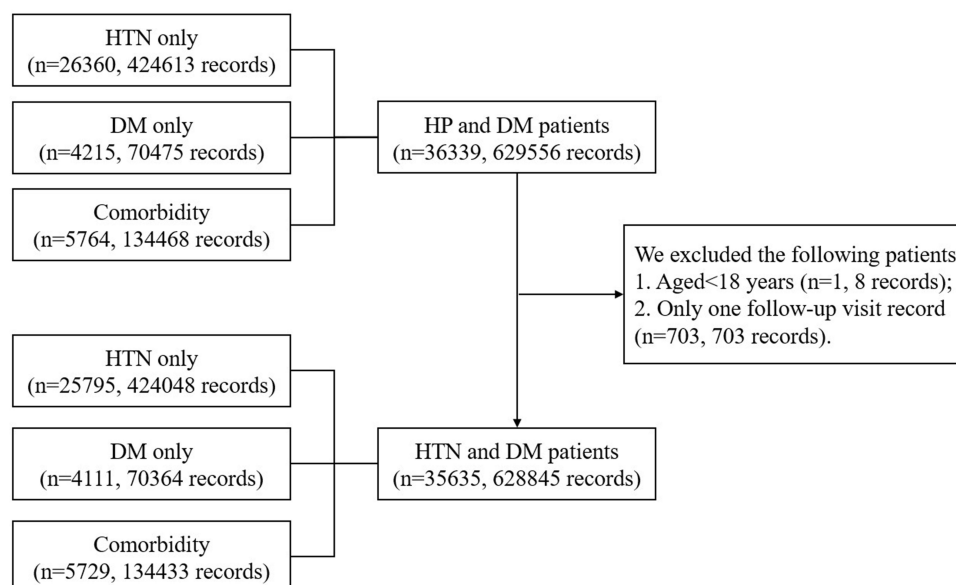 HTN only
(n=26360, 424613 records)
DM only
(n=4215, 70475 records)
Comorbidity
(n=5764, 134468 records)
HP and DM patients
(n=36339, 629556 records)
We excluded the following patients
1. Aged<18 years (n=1, 8 records);
2. Only one follow-up visit record
(n=703, 703 records).
HTN only
(n=25795, 424048 records)
DM only
(n=4111, 70364 records)
Comorbidity
(n=5729, 134433 records)
HTN and DM patients
(n=35635, 628845 records)